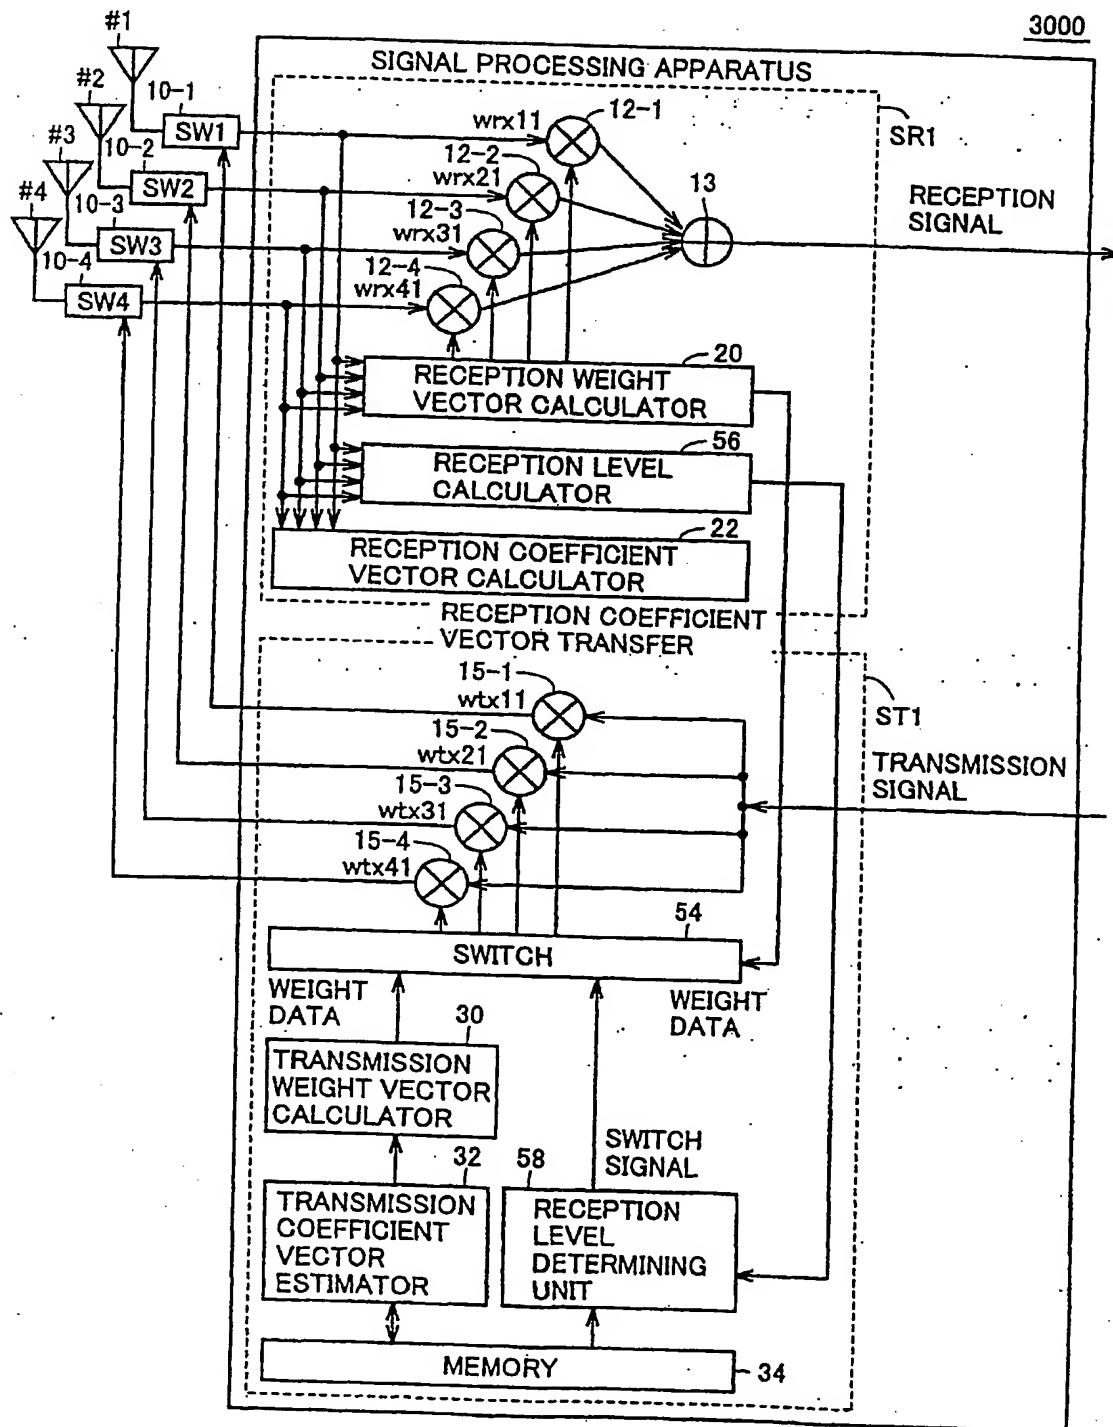 3000
#1
#2
#3
#4
10-1
10-2
10-3
10-4
SW1
SW2
SW3
SW4
SIGNAL PROCESSING APPARATUS
SR1
wrx11
12-1
12-2
wrx21
12-3
wrx31
12-4
wrx41
13
RECEPTION
SIGNAL
20
RECEPTION WEIGHT
VECTOR CALCULATOR
56
RECEPTION LEVEL
CALCULATOR
22
RECEPTION COEFFICIENT
VECTOR CALCULATOR
RECEPTION COEFFICIENT
VECTOR TRANSFER
ST1
15-1
wtx11
15-2
wtx21
15-3
wtx31
15-4
wtx41
TRANSMISSION
SIGNAL
54
SWITCH
WEIGHT
DATA
WEIGHT
DATA
30
TRANSMISSION
WEIGHT VECTOR
CALCULATOR
SWITCH
SIGNAL
32
TRANSMISSION
COEFFICIENT
VECTOR
ESTIMATOR
58
RECEPTION
LEVEL
DETERMINING
UNIT
MEMORY
34